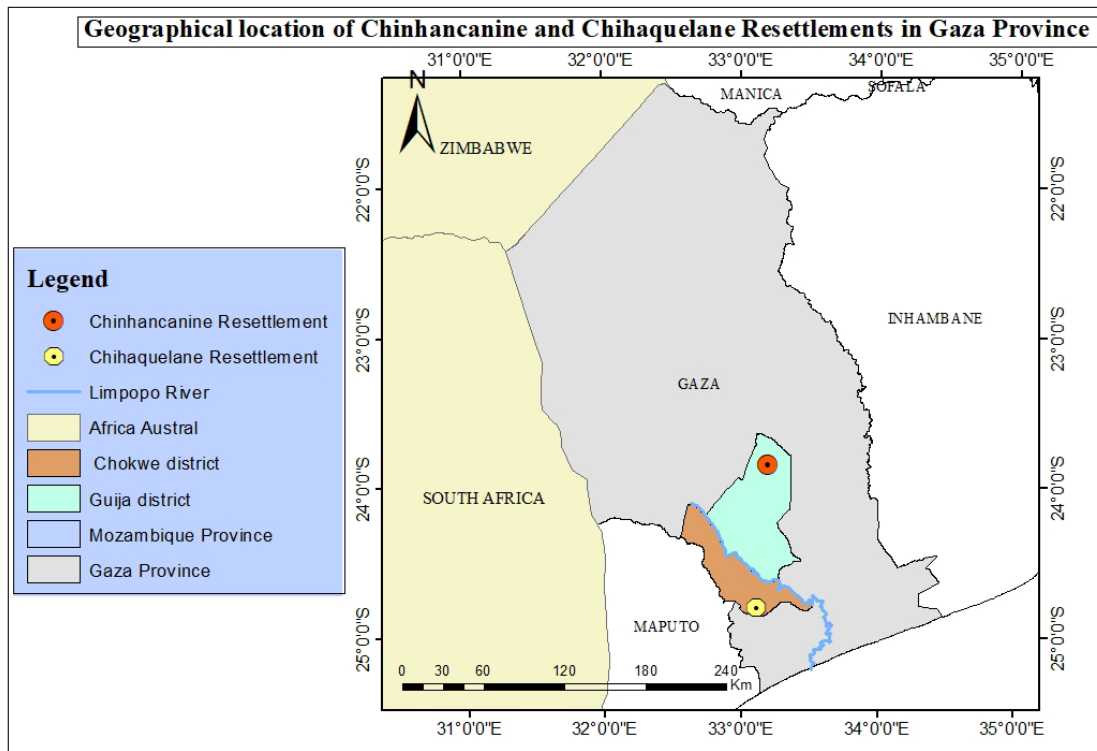 Geographical location of Chinhancanine and Chihaquelane Resettlements in Gaza Province
31°0'0"E 32°0'0"E 33°0'0"E 34°0'0"E 35°0'0"E
N
MANICA
SOFALA
ZIMBABWE
22°0'0"S 22°0'0"S
Legend
Chinhancanine Resettlement
Chihaquelane Resettlement
Limpopo River
Africa Austral
Chokwe district
Guija district
Mozambique Province
Gaza Province
INHAMBANE
23°0'0"S 23°0'0"S
GAZA
SOUTH AFRICA
24°0'0"S 24°0'0"S
MAPUTO
25°0'0"S 25°0'0"S
0 30 60 120 180 240
Km
31°0'0"E 32°0'0"E 33°0'0"E 34°0'0"E 35°0'0"E